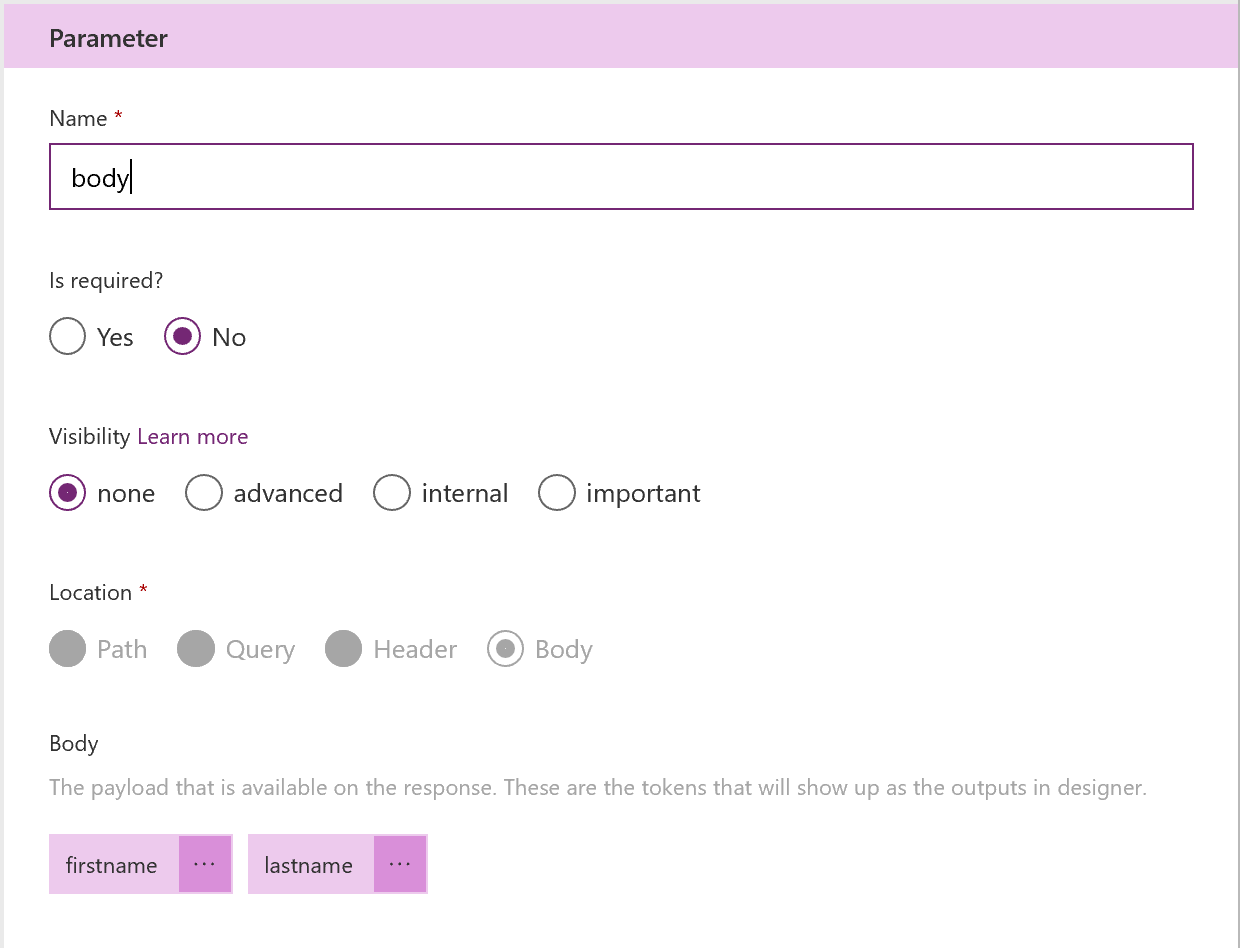 Parameter
Name *
body
Is required?
Yes No
Visibility Learn more
none advanced internal important
Location *
Path Query Header Body
Body
The payload that is available on the response. These are the tokens that will show up as the outputs in designer.
firstname ... lastname ...